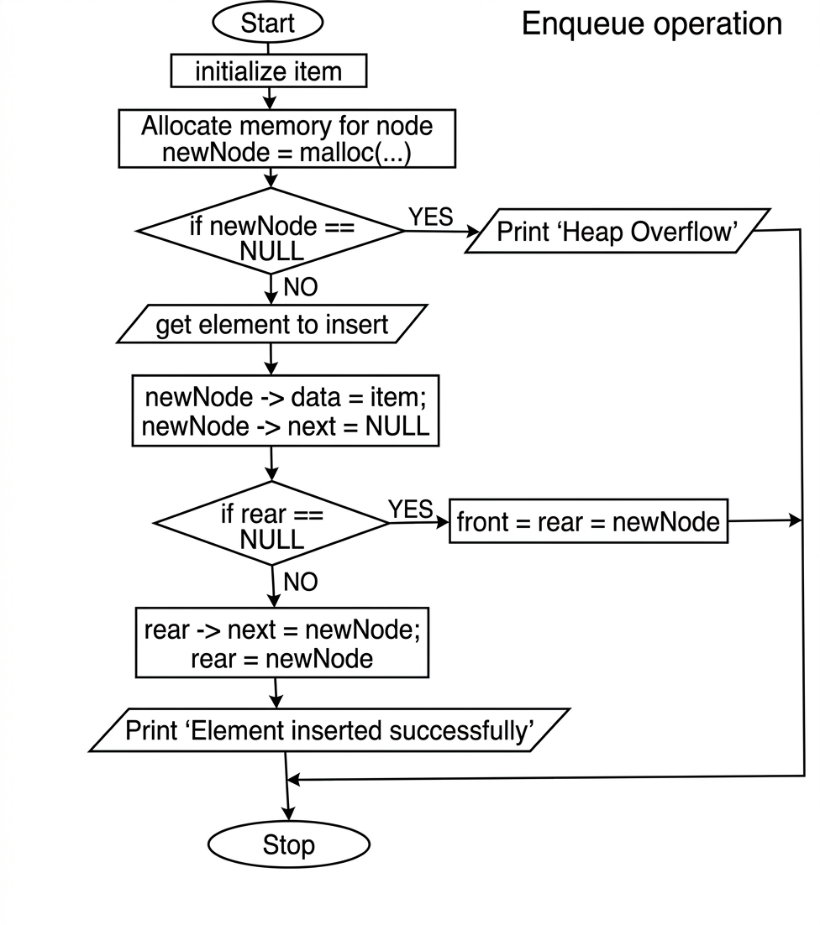 Enqueue operation
Start
initialize item
Allocate memory for node
newNode = malloc(...)
if newNode ==
NULL
YES
Print ‘Heap Overflow’
NO
get element to insert
newNode -> data = item;
newNode -> next = NULL
if rear ==
NULL
YES
front = rear = newNode
NO
rear -> next = newNode;
rear = newNode
Print ‘Element inserted successfully’
Stop